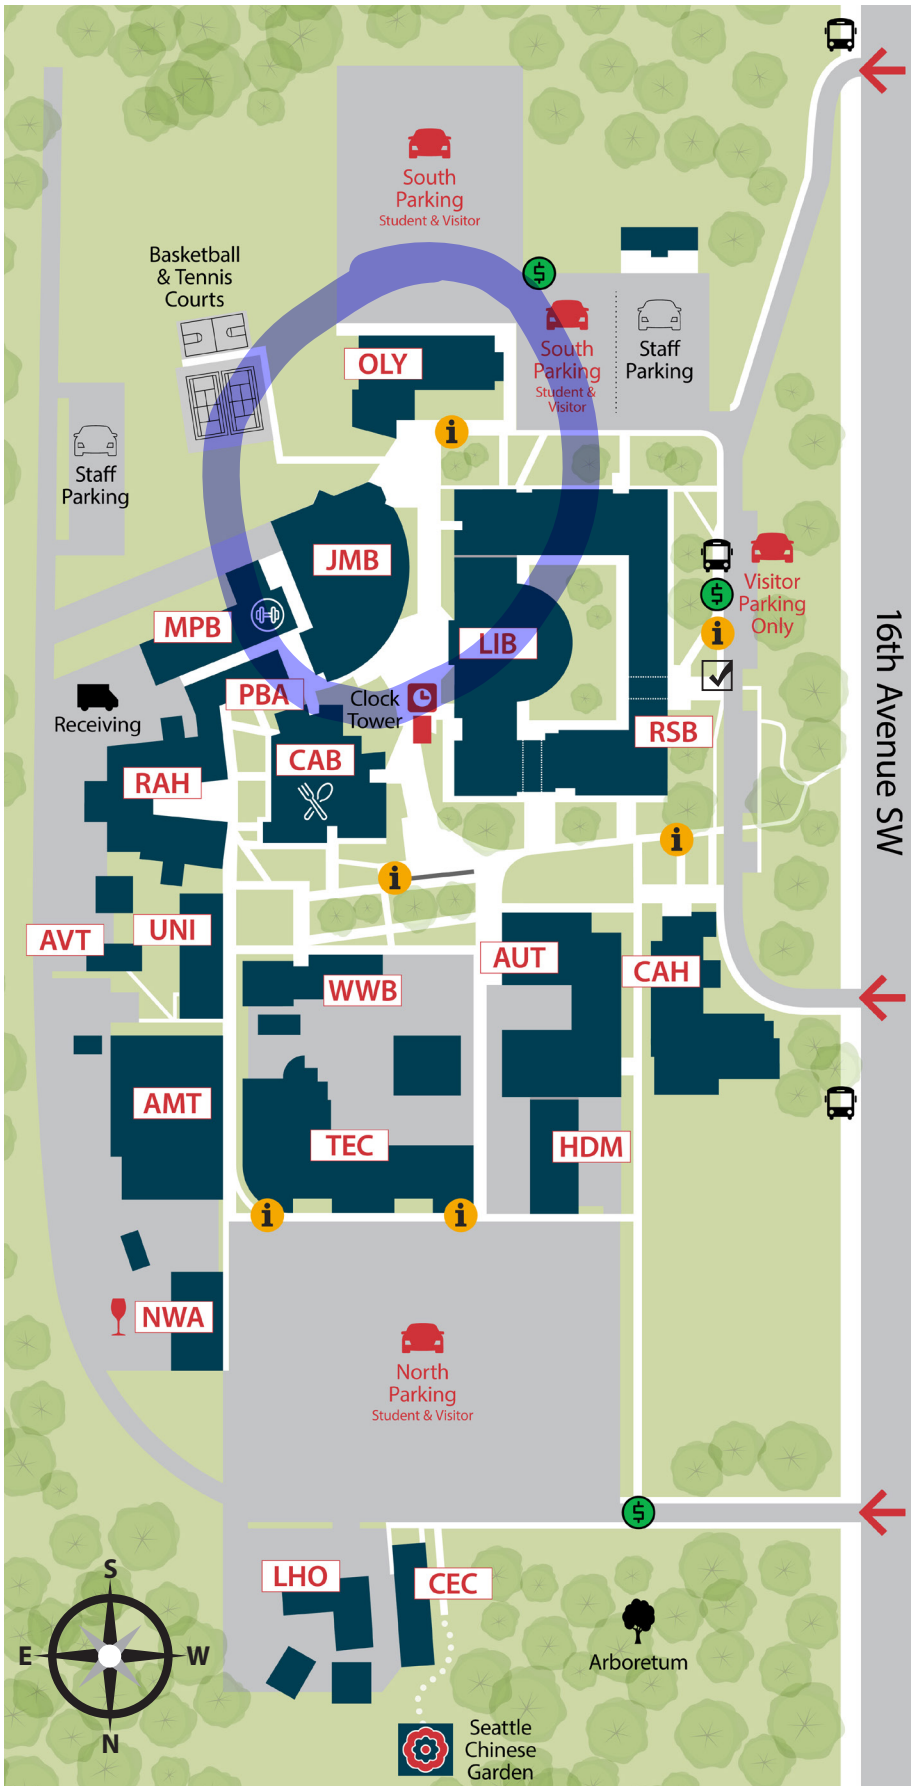 South
Parking
Student & Visitor
Basketball
& Tennis
Courts
$
South
Parking
Student &
Visitor
Staff
Parking
OLY
i
Staff
Parking
JMB
MPB
LIB
$
Visitor
Parking
Only
i
16th Avenue SW
PBA
Clock
Tower
Receiving
RSB
CAB
RAH
i
i
UNI
AVT
AUT
CAH
WWB
AMT
TEC
HDM
i
i
NWA
North
Parking
Student & Visitor
$
S
E
W
N
LHO
CEC
Arboretum
Seattle
Chinese
Garden